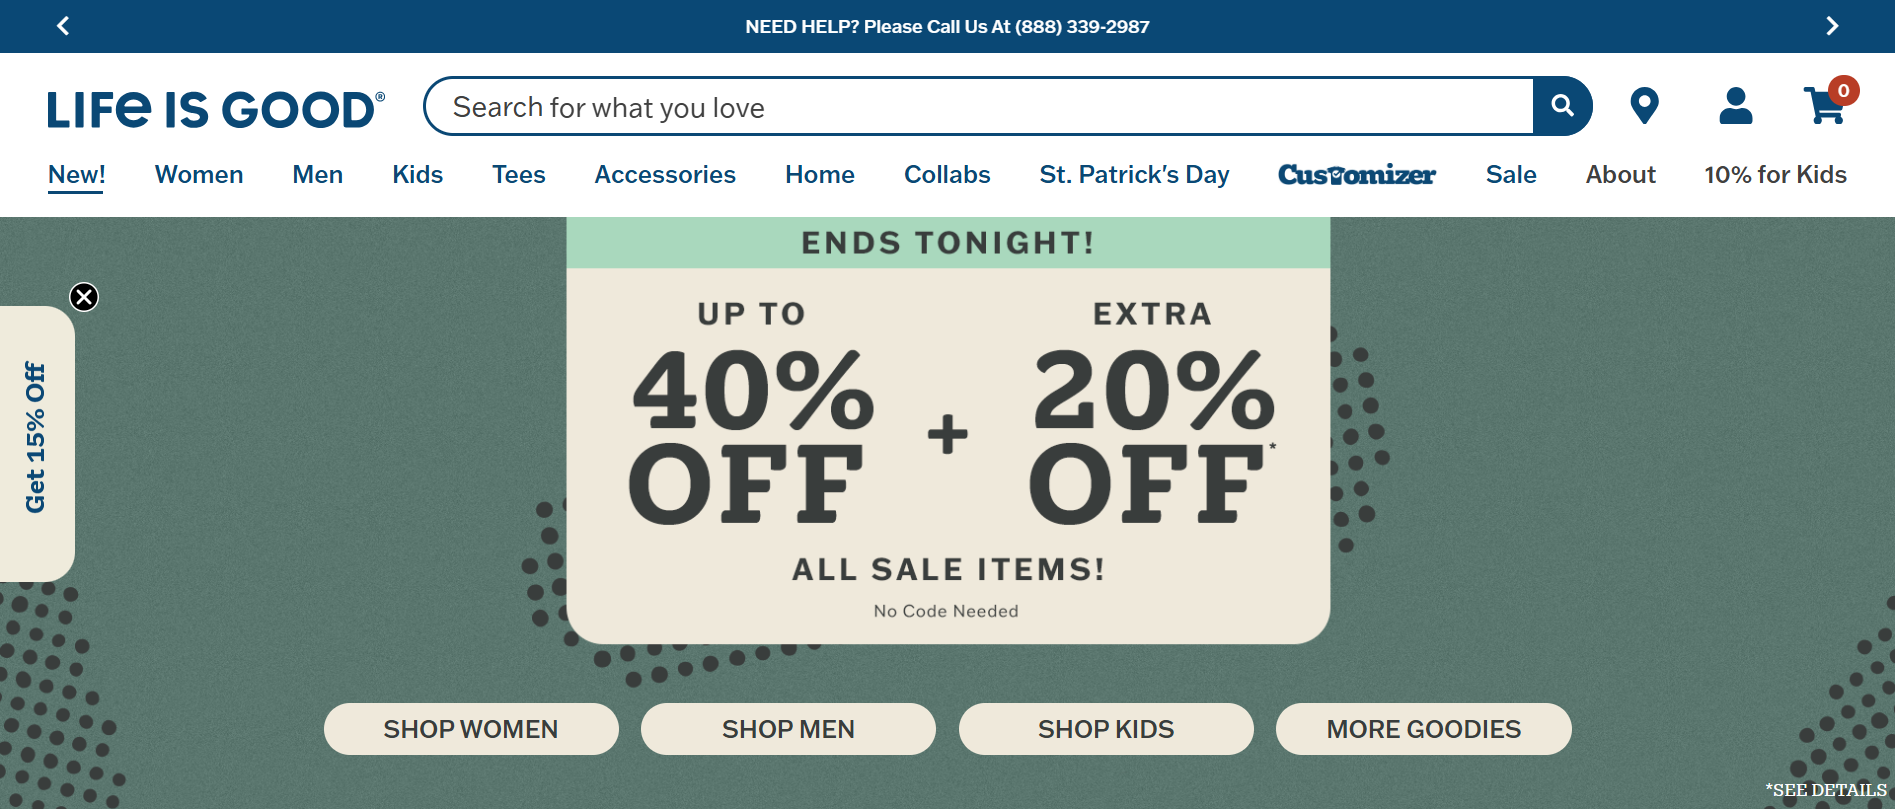 NEED HELP? Please Call Us At (888) 339-2987
LIFe IS GOOD®
Search for what you love
0
New! Women Men Kids Tees Accessories Home Collabs St. Patrick's Day Customizer Sale About 10% for Kids
ENDS TONIGHT!
UP TO
40%
OFF
+
EXTRA
20%
OFF*
ALL SALE ITEMS!
No Code Needed
Get 15% Off
SHOP WOMEN
SHOP MEN
SHOP KIDS
MORE GOODIES
*SEE DETAILS